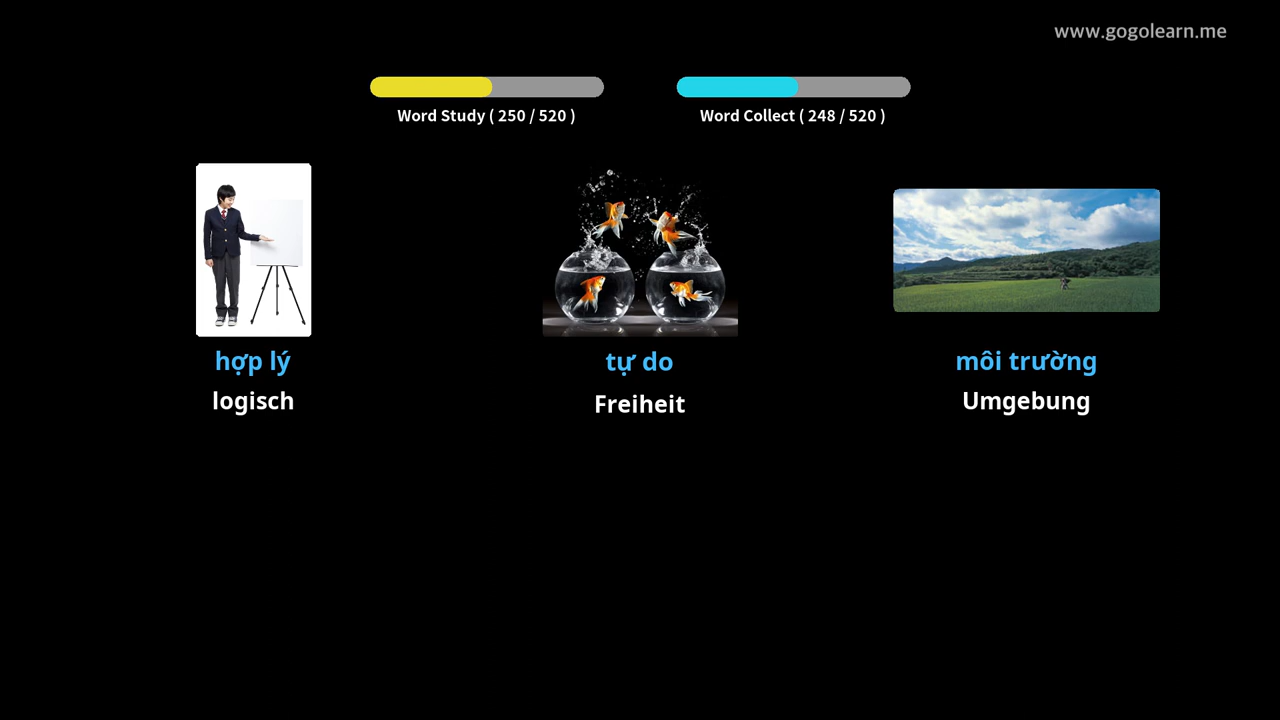 www.gogolearn.me
Word Study ( 250 / 520 )
Word Collect ( 248 / 520 )
hợp lý
logisch
tự do
Freiheit
môi trường
Umgebung